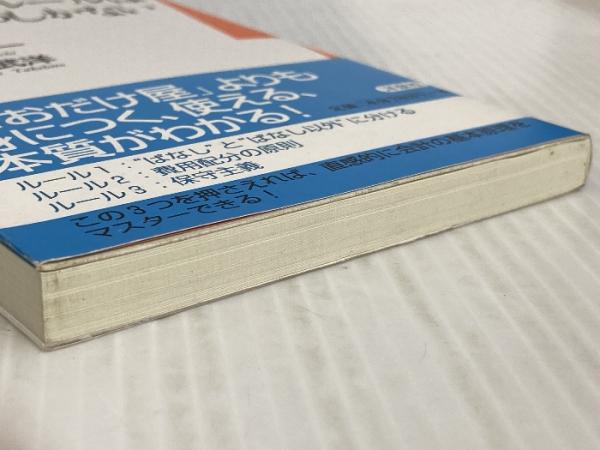 しかない
おだけ屋」よりも
につく、使える、
本質がわかる!
ルール1:“ばなし”と“ばなし以外”に分ける
ルール2:費用配分の原則
ルール3:保守主義
この3つを押さえれば、直感的に会計の基本原理を
マスターできる!